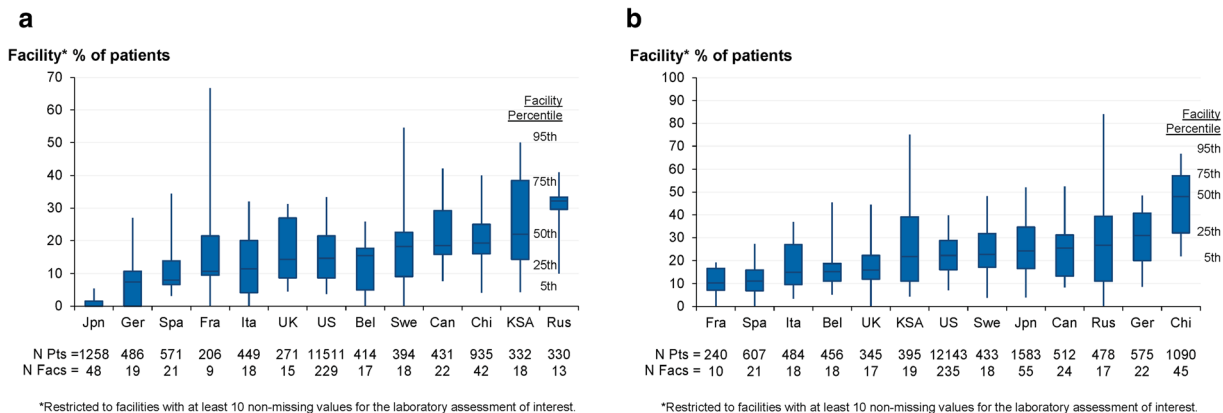 a
Facility* % of patients
70
60
50
40
30
20
10
0
Facility
Percentile
95th
75th
50th
25th
5th
Jpn Ger Spa Fra Ita UK US Bel Swe Can Chi KSA Rus
N Pts =1258 486 571 206 449 271 11511 414 394 431 935 332 330
N Facs = 48 19 21 9 18 15 229 17 18 22 42 18 13
*Restricted to facilities with at least 10 non-missing values for the laboratory assessment of interest.
b
Facility* % of patients
100
90
80
70
60
50
40
30
20
10
0
Facility
Percentile
95th
75th
50th
25th
5th
Fra Spa Ita Bel UK KSA US Swe Jpn Can Rus Ger Chi
N Pts = 240 607 484 456 345 395 12143 433 1583 512 478 575 1090
N Facs = 10 21 18 18 17 19 235 18 55 24 17 22 45
*Restricted to facilities with at least 10 non-missing values for the laboratory assessment of interest.